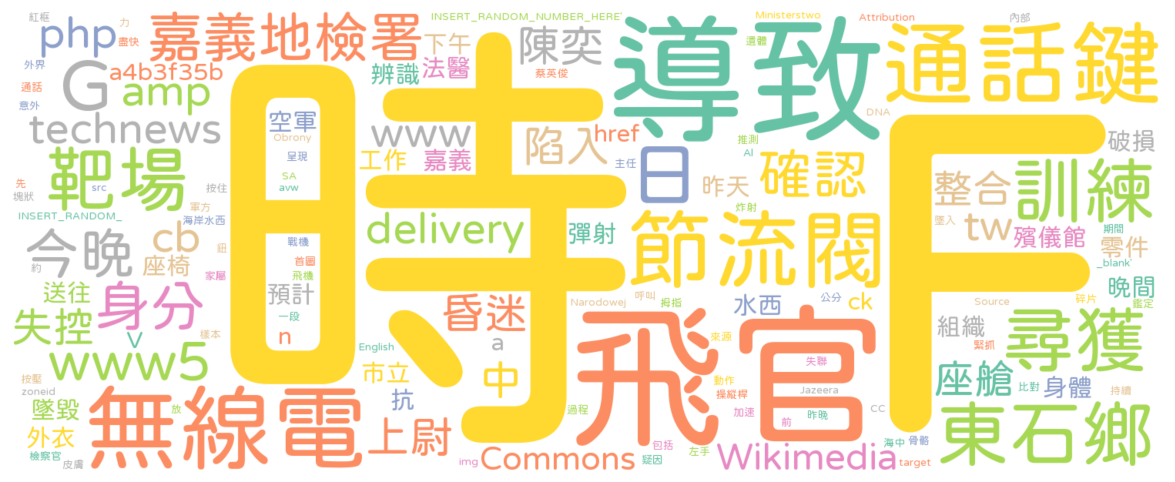 紅框
力
php
盡快
外界
嘉義地檢署
G
a4b3f35b
amp
通話
意外
technews
靶場
先
src
塊狀
按住
INSERT_RANDOM_
軍方
海岸水西
今晚
cb
座椅
鈕
約
家屬
送往
身分
失控
V
樣本
www5
按壓
zoneid
墜毀
放
外衣
無線電
檢察官
皮膚
時
空軍
Obrony
呈現
SA
avw
戰機
首圖
飛機
預計
一段
n
INSERT_RANDOM_NUMBER_HERE`
下午
法醫
辨識
陳奕
蔡英俊
www
工作
嘉義
陷入
href
主任
日
delivery
彈射
昏迷
a
English
市立
中
抗
上尉
過程
img
Commons
導致
Ministerstwo
Attribution
遺體
內部
通話鍵
DNA
推測
AI
昨天
確認
炸射
節流閥
呼叫
Narodowej
拇指
水西
公分
ck
飛官
來源
失聯
動作
操縱桿
Jazeera
加速
昨晚
前
CC
包括
左手
疑因
Wikimedia
target
F
破損
整合
訓練
墜入
tw
殯儀館
期間
零件
_blank`
晚間
Source
碎片
鑑定
組織
緊抓
尋獲
座艙
比對
身體
持續
東石鄉
海中
骨骼